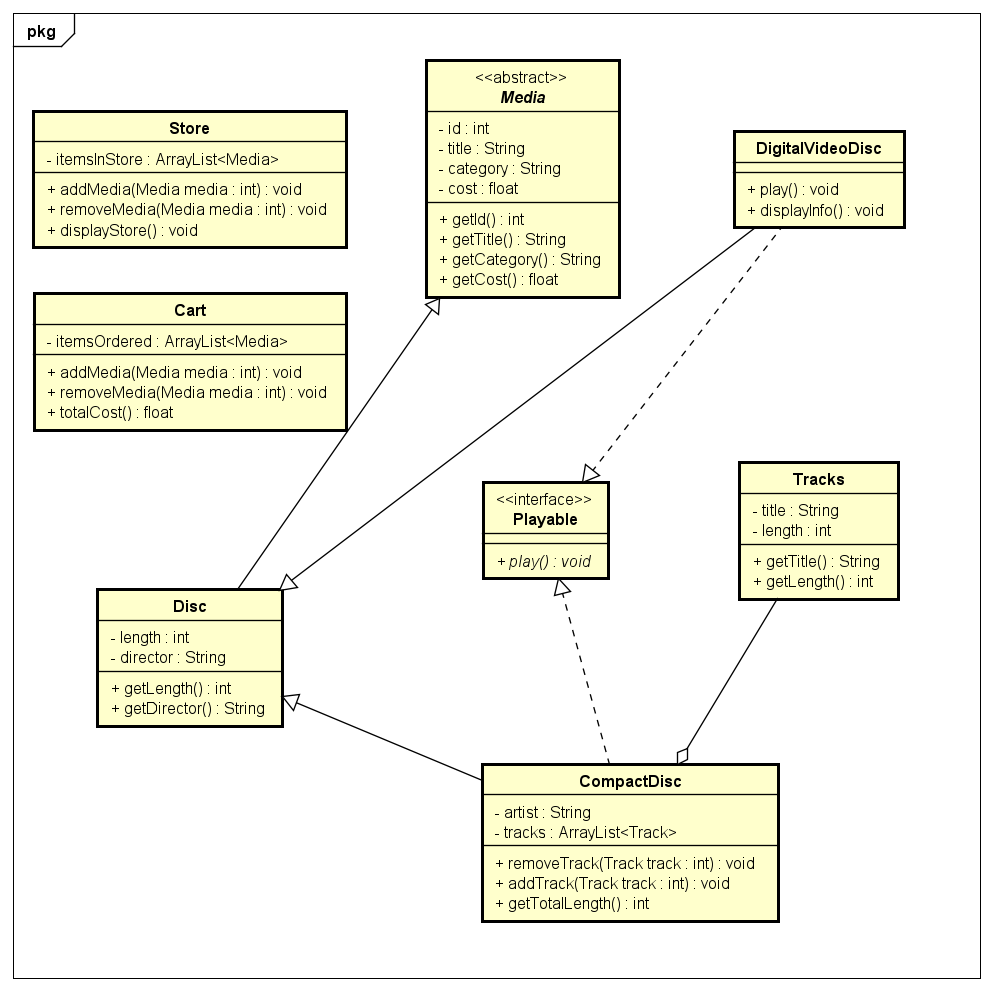 pkg
Store
- itemsInStore : ArrayList<Media>
+ addMedia(Media media : int) : void
+ removeMedia(Media media : int) : void
+ displayStore() : void
Cart
- itemsOrdered : ArrayList<Media>
+ addMedia(Media media : int) : void
+ removeMedia(Media media : int) : void
+ totalCost() : float
<<abstract>>
Media
- id : int
- title : String
- category : String
- cost : float
+ getId() : int
+ getTitle() : String
+ getCategory() : String
+ getCost() : float
DigitalVideoDisc
+ play() : void
+ displayInfo() : void
<<interface>>
Playable
+ play() : void
Tracks
- title : String
- length : int
+ getTitle() : String
+ getLength() : int
Disc
- length : int
- director : String
+ getLength() : int
+ getDirector() : String
CompactDisc
- artist : String
- tracks : ArrayList<Track>
+ removeTrack(Track track : int) : void
+ addTrack(Track track : int) : void
+ getTotalLength() : int